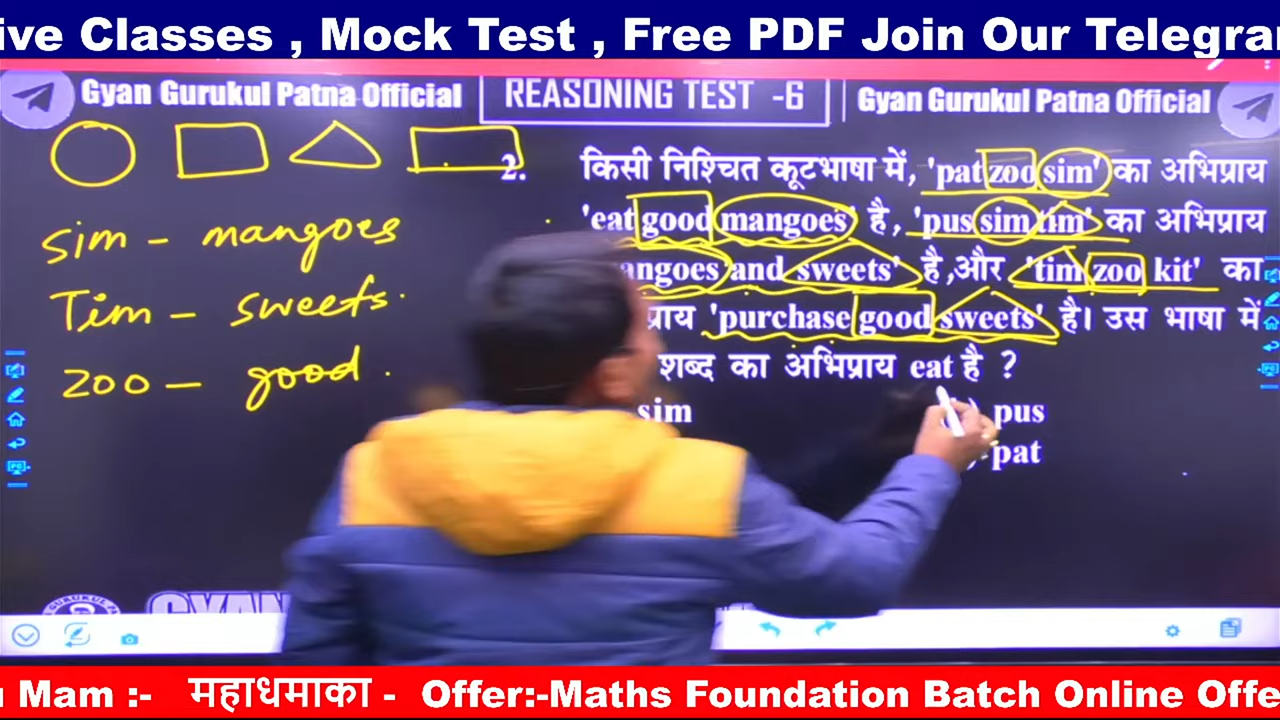 ive Classes , Mock Test , Free PDF Join Our Telegra
Gyan Gurukul Patna Official
REASONING TEST -6
Gyan Gurukul Patna Official
2. किसी निश्चित कूटभाषा में, 'pat zoo sim' का अभिप्राय
'eat good mangoes' है, 'pus sim tim' का अभिप्राय
and sweets' है,और 'tim zoo kit' का
'purchase good sweets' है। उस भाषा में
शब्द का अभिप्राय eat है ?
sim
pus
pat
sim - mangoes
Tim - sweets
zoo - good
GYAN
u Mam :- महाधमाका - Offer:-Maths Foundation Batch Online Offe